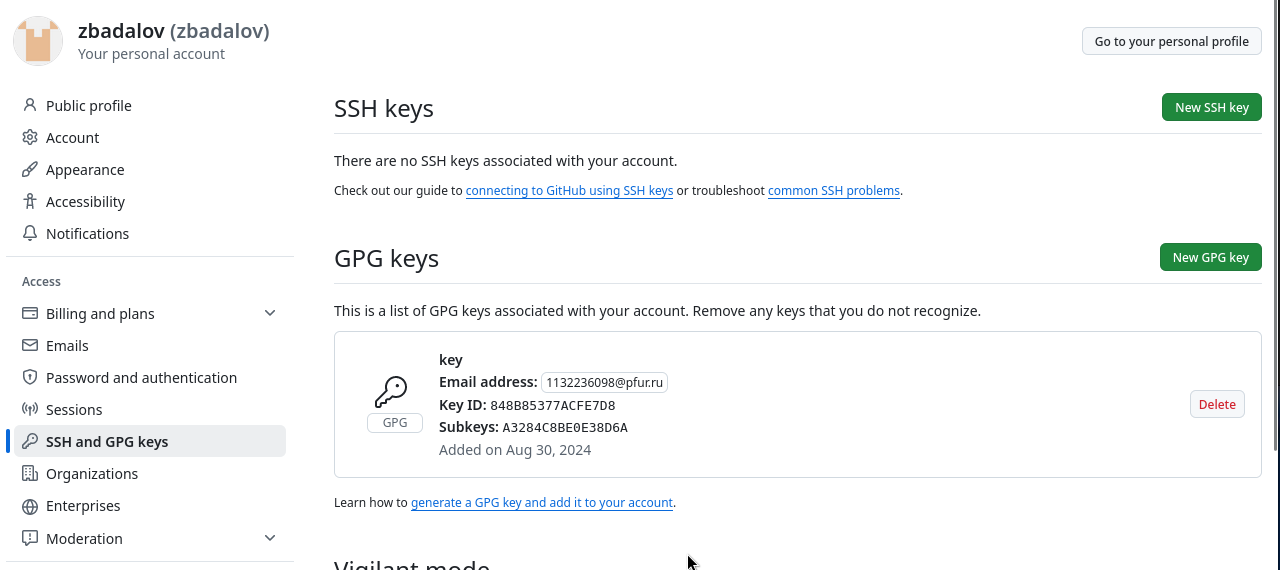 zbadalov (zbadalov)
Your personal account
Go to your personal profile
Public profile
Account
Appearance
Accessibility
Notifications
Access
Billing and plans
Emails
Password and authentication
Sessions
SSH and GPG keys
Organizations
Enterprises
Moderation
SSH keys
New SSH key
There are no SSH keys associated with your account.
Check out our guide to connecting to GitHub using SSH keys or troubleshoot common SSH problems.
GPG keys
New GPG key
This is a list of GPG keys associated with your account. Remove any keys that you do not recognize.
GPG
key
Email address: 1132236098@pfur.ru
Key ID: 848B85377ACFE7D8
Subkeys: A3284C8BE0E38D6A
Added on Aug 30, 2024
Delete
Learn how to generate a GPG key and add it to your account.
Vigilant mode